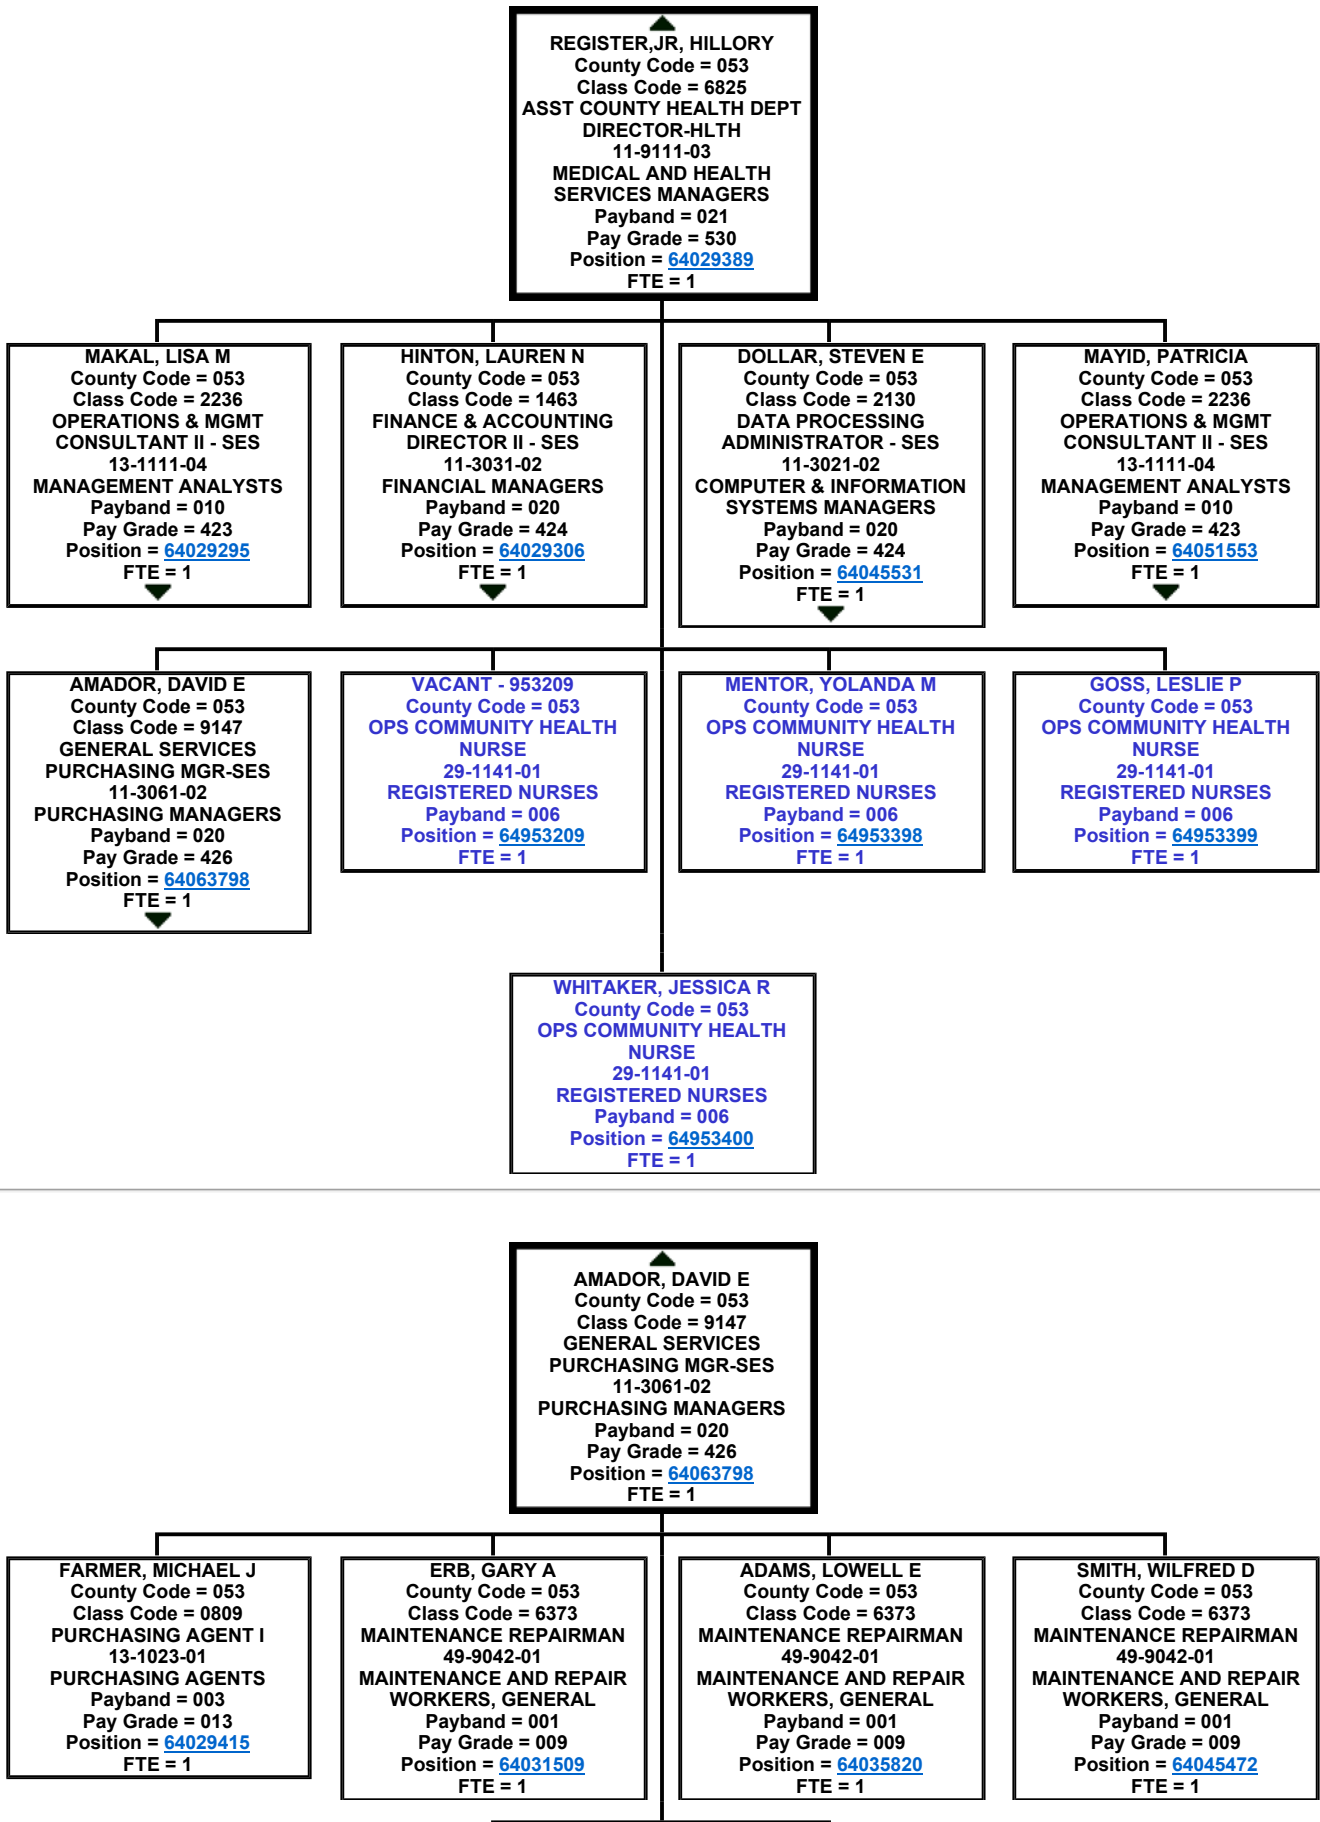 REGISTER,JR, HILLORY
County Code = 053
Class Code = 6825
ASST COUNTY HEALTH DEPT
DIRECTOR-HLTH
11-9111-03
MEDICAL AND HEALTH
SERVICES MANAGERS
Payband = 021
Pay Grade = 530
Position = 64029389
FTE = 1
MAKAL, LISA M
County Code = 053
Class Code = 2236
OPERATIONS & MGMT
CONSULTANT II - SES
13-1111-04
MANAGEMENT ANALYSTS
Payband = 010
Pay Grade = 423
Position = 64029295
FTE = 1
HINTON, LAUREN N
County Code = 053
Class Code = 1463
FINANCE & ACCOUNTING
DIRECTOR II - SES
11-3031-02
FINANCIAL MANAGERS
Payband = 020
Pay Grade = 424
Position = 64029306
FTE = 1
DOLLAR, STEVEN E
County Code = 053
Class Code = 2130
DATA PROCESSING
ADMINISTRATOR - SES
11-3021-02
COMPUTER & INFORMATION
SYSTEMS MANAGERS
Payband = 020
Pay Grade = 424
Position = 64045531
FTE = 1
MAYID, PATRICIA
County Code = 053
Class Code = 2236
OPERATIONS & MGMT
CONSULTANT II - SES
13-1111-04
MANAGEMENT ANALYSTS
Payband = 010
Pay Grade = 423
Position = 64051553
FTE = 1
AMADOR, DAVID E
County Code = 053
Class Code = 9147
GENERAL SERVICES
PURCHASING MGR-SES
11-3061-02
PURCHASING MANAGERS
Payband = 020
Pay Grade = 426
Position = 64063798
FTE = 1
VACANT - 953209
County Code = 053
OPS COMMUNITY HEALTH
NURSE
29-1141-01
REGISTERED NURSES
Payband = 006
Position = 64953209
FTE = 1
MENTOR, YOLANDA M
County Code = 053
OPS COMMUNITY HEALTH
NURSE
29-1141-01
REGISTERED NURSES
Payband = 006
Position = 64953398
FTE = 1
GOSS, LESLIE P
County Code = 053
OPS COMMUNITY HEALTH
NURSE
29-1141-01
REGISTERED NURSES
Payband = 006
Position = 64953399
FTE = 1
WHITAKER, JESSICA R
County Code = 053
OPS COMMUNITY HEALTH
NURSE
29-1141-01
REGISTERED NURSES
Payband = 006
Position = 64953400
FTE = 1
AMADOR, DAVID E
County Code = 053
Class Code = 9147
GENERAL SERVICES
PURCHASING MGR-SES
11-3061-02
PURCHASING MANAGERS
Payband = 020
Pay Grade = 426
Position = 64063798
FTE = 1
FARMER, MICHAEL J
County Code = 053
Class Code = 0809
PURCHASING AGENT I
13-1023-01
PURCHASING AGENTS
Payband = 003
Pay Grade = 013
Position = 64029415
FTE = 1
ERB, GARY A
County Code = 053
Class Code = 6373
MAINTENANCE REPAIRMAN
49-9042-01
MAINTENANCE AND REPAIR
WORKERS, GENERAL
Payband = 001
Pay Grade = 009
Position = 64031509
FTE = 1
ADAMS, LOWELL E
County Code = 053
Class Code = 6373
MAINTENANCE REPAIRMAN
49-9042-01
MAINTENANCE AND REPAIR
WORKERS, GENERAL
Payband = 001
Pay Grade = 009
Position = 64035820
FTE = 1
SMITH, WILFRED D
County Code = 053
Class Code = 6373
MAINTENANCE REPAIRMAN
49-9042-01
MAINTENANCE AND REPAIR
WORKERS, GENERAL
Payband = 001
Pay Grade = 009
Position = 64045472
FTE = 1